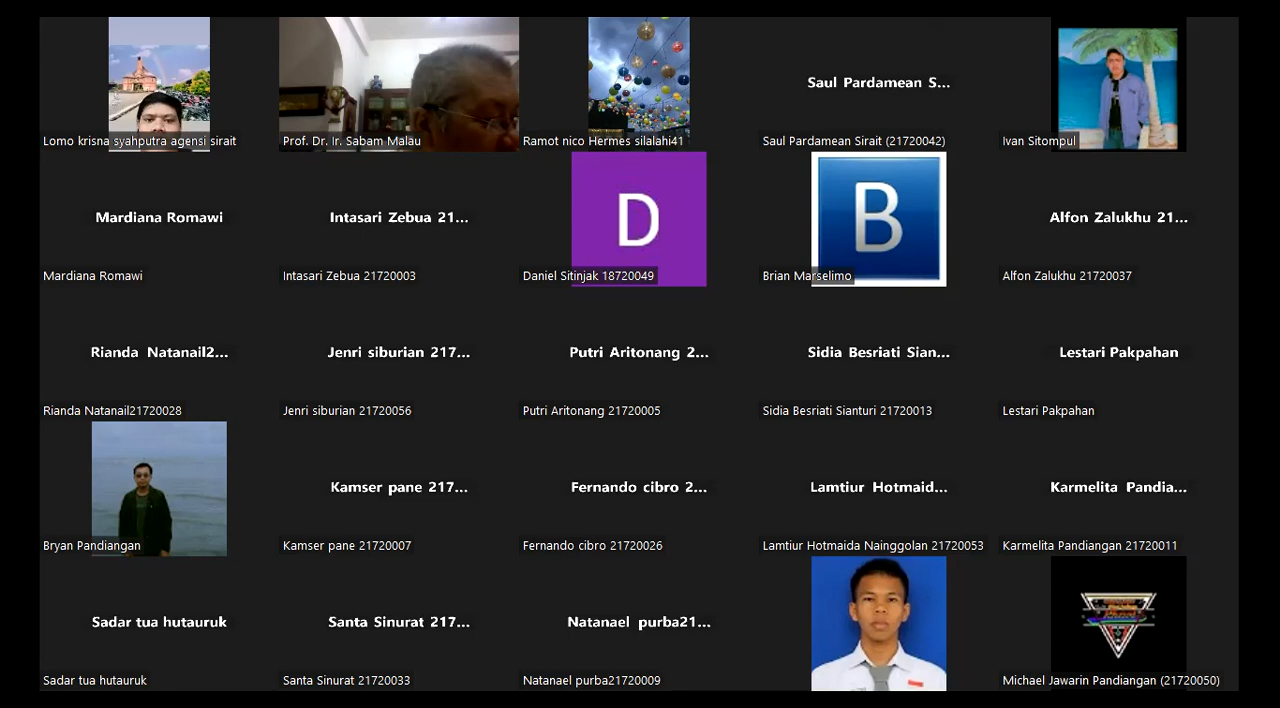 Lomo krisna syahputra agensi sirait
Prof. Dr. Ir. Sabam Malau
Ramot nico Hermes silalahi41
Saul Pardamean S...
Saul Pardamean Sirait (21720042)
Ivan Sitompul
Mardiana Romawi
Mardiana Romawi
Intasari Zebua 21...
Intasari Zebua 21720003
D
Daniel Sitinjak 18720049
B
Brian Marselimo
Alfon Zalukhu 21...
Alfon Zalukhu 21720037
Rianda Natanail2...
Rianda Natanail21720028
Jenri siburian 217...
Jenri siburian 21720056
Putri Aritonang 2...
Putri Aritonang 21720005
Sidia Besriati Sian...
Sidia Besriati Sianturi 21720013
Lestari Pakpahan
Lestari Pakpahan
Bryan Pandiangan
Kamser pane 217...
Kamser pane 21720007
Fernando cibro 2...
Fernando cibro 21720026
Lamtiur Hotmaid...
Lamtiur Hotmaida Nainggolan 21720053
Karmelita Pandia...
Karmelita Pandiangan 21720011
Sadar tua hutauruk
Sadar tua hutauruk
Santa Sinurat 217...
Santa Sinurat 21720033
Natanael purba21...
Natanael purba21720009
Michael Jawarin Pandiangan (21720050)